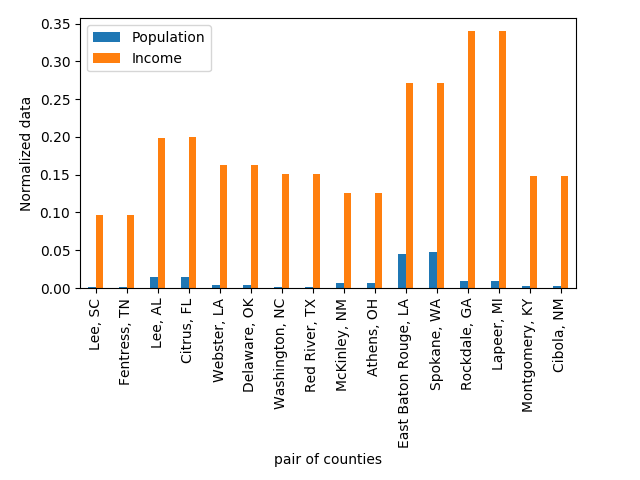 0.35
0.30
0.25
0.20
0.15
0.10
0.05
0.00
Normalized data
Population
Income
Lee, SC
Fentress, TN
Lee, AL
Citrus, FL
Webster, LA
Delaware, OK
Washington, NC
Red River, TX
McKinley, NM
Athens, OH
East Baton Rouge, LA
Spokane, WA
Rockdale, GA
Lapeer, MI
Montgomery, KY
Cibola, NM
pair of counties